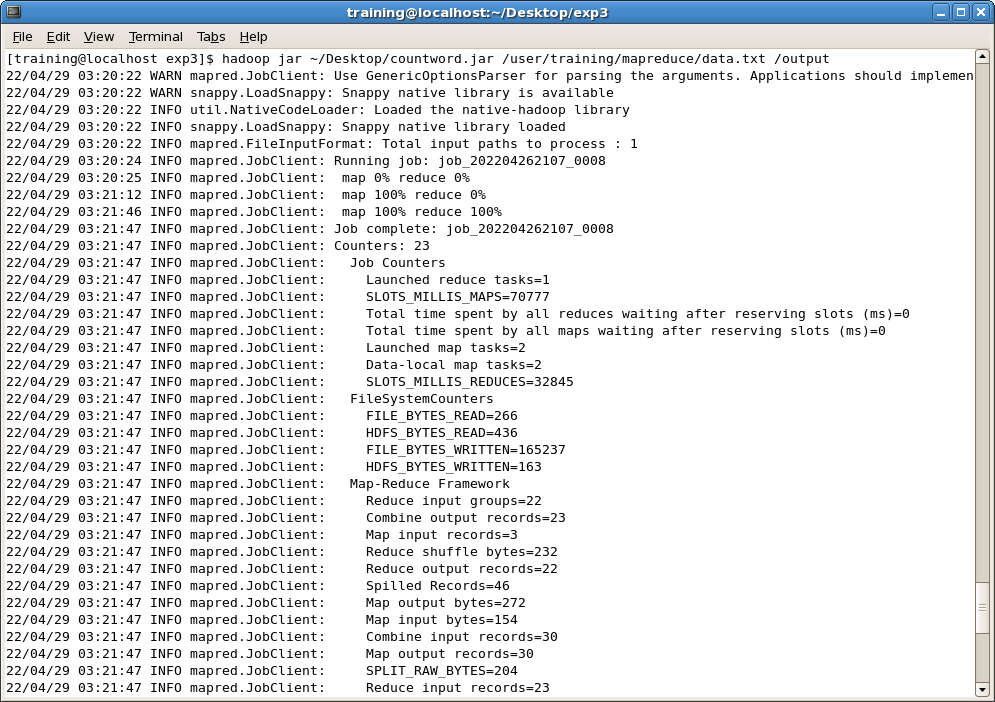 training@localhost:~/Desktop/exp3
File Edit View Terminal Tabs Help
[training@localhost exp3]$ hadoop jar ~/Desktop/countword.jar /user/training/mapreduce/data.txt /output
22/04/29 03:20:22 WARN mapred.JobClient: Use GenericOptionsParser for parsing the arguments. Applications should implemen
22/04/29 03:20:22 WARN snappy.LoadSnappy: Snappy native library is available
22/04/29 03:20:22 INFO util.NativeCodeLoader: Loaded the native-hadoop library
22/04/29 03:20:22 INFO snappy.LoadSnappy: Snappy native library loaded
22/04/29 03:20:22 INFO mapred.FileInputFormat: Total input paths to process : 1
22/04/29 03:20:24 INFO mapred.JobClient: Running job: job_202204262107_0008
22/04/29 03:20:25 INFO mapred.JobClient:  map 0% reduce 0%
22/04/29 03:21:12 INFO mapred.JobClient:  map 100% reduce 0%
22/04/29 03:21:46 INFO mapred.JobClient:  map 100% reduce 100%
22/04/29 03:21:47 INFO mapred.JobClient: Job complete: job_202204262107_0008
22/04/29 03:21:47 INFO mapred.JobClient: Counters: 23
22/04/29 03:21:47 INFO mapred.JobClient:   Job Counters
22/04/29 03:21:47 INFO mapred.JobClient:     Launched reduce tasks=1
22/04/29 03:21:47 INFO mapred.JobClient:     SLOTS_MILLIS_MAPS=70777
22/04/29 03:21:47 INFO mapred.JobClient:     Total time spent by all reduces waiting after reserving slots (ms)=0
22/04/29 03:21:47 INFO mapred.JobClient:     Total time spent by all maps waiting after reserving slots (ms)=0
22/04/29 03:21:47 INFO mapred.JobClient:     Launched map tasks=2
22/04/29 03:21:47 INFO mapred.JobClient:     Data-local map tasks=2
22/04/29 03:21:47 INFO mapred.JobClient:     SLOTS_MILLIS_REDUCES=32845
22/04/29 03:21:47 INFO mapred.JobClient:   FileSystemCounters
22/04/29 03:21:47 INFO mapred.JobClient:     FILE_BYTES_READ=266
22/04/29 03:21:47 INFO mapred.JobClient:     HDFS_BYTES_READ=436
22/04/29 03:21:47 INFO mapred.JobClient:     FILE_BYTES_WRITTEN=165237
22/04/29 03:21:47 INFO mapred.JobClient:     HDFS_BYTES_WRITTEN=163
22/04/29 03:21:47 INFO mapred.JobClient:   Map-Reduce Framework
22/04/29 03:21:47 INFO mapred.JobClient:     Reduce input groups=22
22/04/29 03:21:47 INFO mapred.JobClient:     Combine output records=23
22/04/29 03:21:47 INFO mapred.JobClient:     Map input records=3
22/04/29 03:21:47 INFO mapred.JobClient:     Reduce shuffle bytes=232
22/04/29 03:21:47 INFO mapred.JobClient:     Reduce output records=22
22/04/29 03:21:47 INFO mapred.JobClient:     Spilled Records=46
22/04/29 03:21:47 INFO mapred.JobClient:     Map output bytes=272
22/04/29 03:21:47 INFO mapred.JobClient:     Map input bytes=154
22/04/29 03:21:47 INFO mapred.JobClient:     Combine input records=30
22/04/29 03:21:47 INFO mapred.JobClient:     Map output records=30
22/04/29 03:21:47 INFO mapred.JobClient:     SPLIT_RAW_BYTES=204
22/04/29 03:21:47 INFO mapred.JobClient:     Reduce input records=23